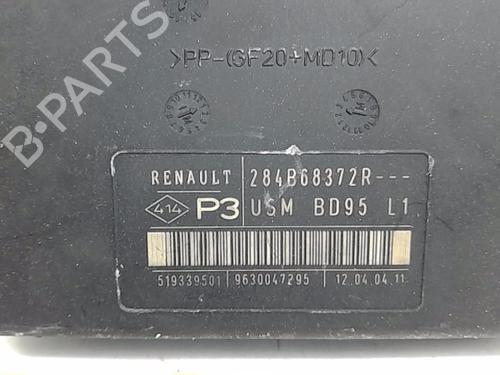 >PP-(GF20+MD10)<
RENAULT 284B68372R---
414 P3 USM BD95 L1
519339501 9630047295 12.04.04.11
B-PARTS